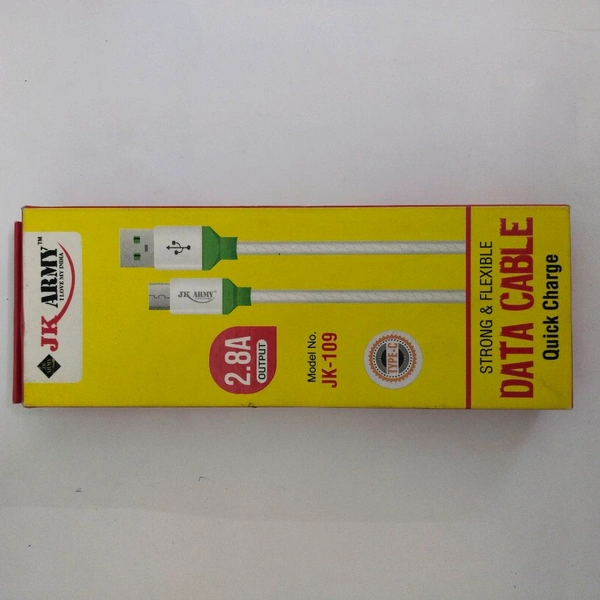 JK ARMY™
I LOVE MY INDIA
JK ARMY
2.8A
OUTPUT
Model No.
JK-109
TYPE-C
STRONG & FLEXIBLE
DATA CABLE
Quick Charge